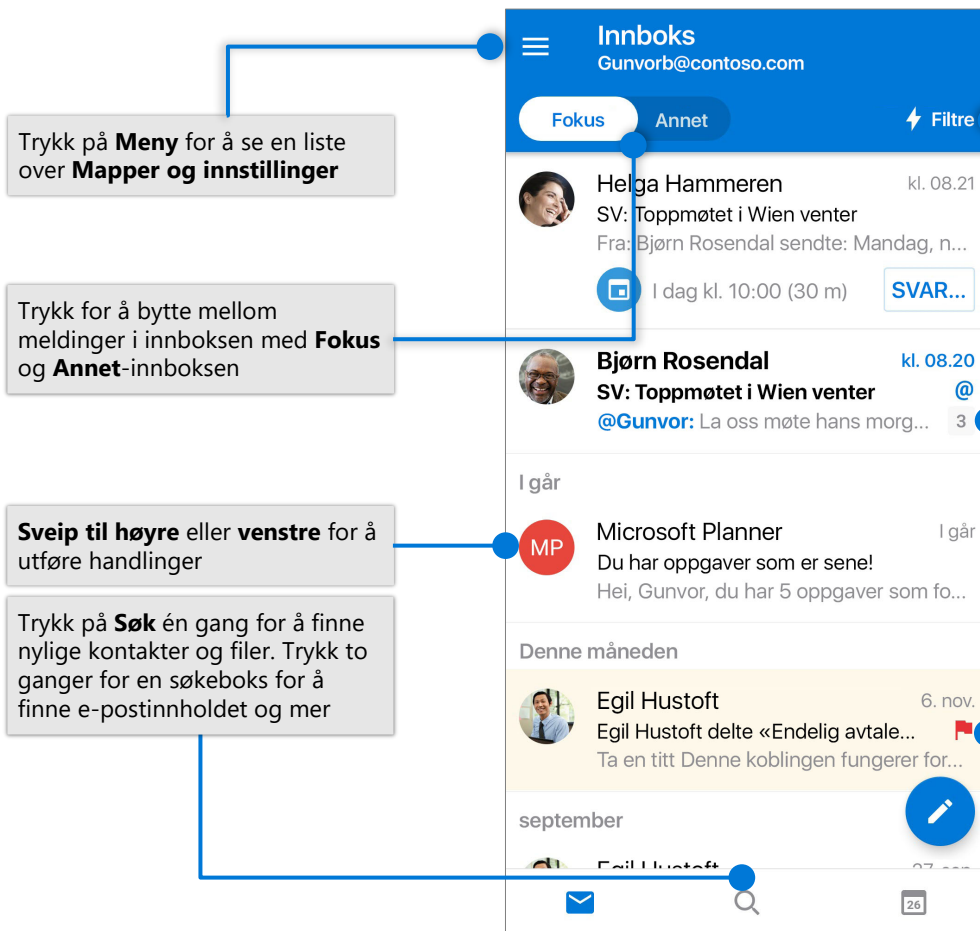 Trykk på Meny for å se en liste
over Mapper og innstillinger
Trykk for å bytte mellom
meldinger i innboksen med Fokus
og Annet-innboksen
Sveip til høyre eller venstre for å
utføre handlinger
Trykk på Søk én gang for å finne
nylige kontakter og filer. Trykk to
ganger for en søkeboks for å
finne e-postinnholdet og mer
Innboks
Gunvorb@contoso.com
Fokus Annet Filtre
Helga Hammeren kl. 08.21
SV: Toppmøtet i Wien venter
Fra: Bjørn Rosendal sendte: Mandag, n...
I dag kl. 10:00 (30 m) SVAR...
Bjørn Rosendal kl. 08.20
SV: Toppmøtet i Wien venter @
@Gunvor: La oss møte hans morg... 3
I går
MP Microsoft Planner I går
Du har oppgaver som er sene!
Hei, Gunvor, du har 5 oppgaver som fo...
Denne måneden
Egil Hustoft 6. nov.
Egil Hustoft delte «Endelig avtale...
Ta en titt Denne koblingen fungerer for...
september
Egil Hustoft
26